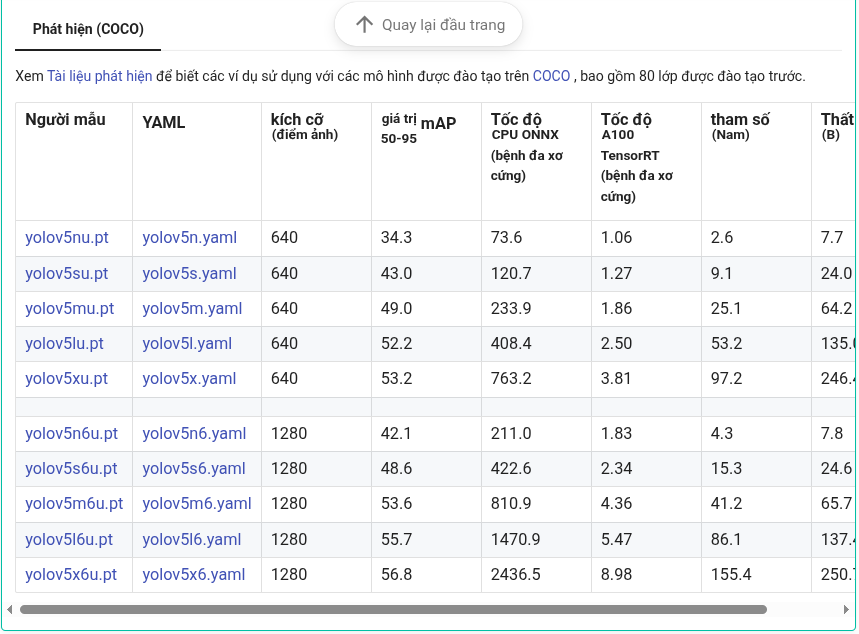 Phát hiện (COCO)
Quay lại đầu trang
Xem Tài liệu phát hiện để biết các ví dụ sử dụng với các mô hình được đào tạo trên COCO , bao gồm 80 lớp được đào tạo trước.
Người mẫu YAML kích cỡ (điểm ảnh) giá trị mAP 50-95 Tốc độ CPU ONNX (bệnh đa xơ cứng) Tốc độ A100 TensorRT (bệnh đa xơ cứng) tham số (Nam) Thất (B)
yolov5nu.pt yolov5n.yaml 640 34.3 73.6 1.06 2.6 7.7
yolov5su.pt yolov5s.yaml 640 43.0 120.7 1.27 9.1 24.0
yolov5mu.pt yolov5m.yaml 640 49.0 233.9 1.86 25.1 64.2
yolov5lu.pt yolov5l.yaml 640 52.2 408.4 2.50 53.2 135.0
yolov5xu.pt yolov5x.yaml 640 53.2 763.2 3.81 97.2 246.4
yolov5n6u.pt yolov5n6.yaml 1280 42.1 211.0 1.83 4.3 7.8
yolov5s6u.pt yolov5s6.yaml 1280 48.6 422.6 2.34 15.3 24.6
yolov5m6u.pt yolov5m6.yaml 1280 53.6 810.9 4.36 41.2 65.7
yolov5l6u.pt yolov5l6.yaml 1280 55.7 1470.9 5.47 86.1 137.4
yolov5x6u.pt yolov5x6.yaml 1280 56.8 2436.5 8.98 155.4 250.7